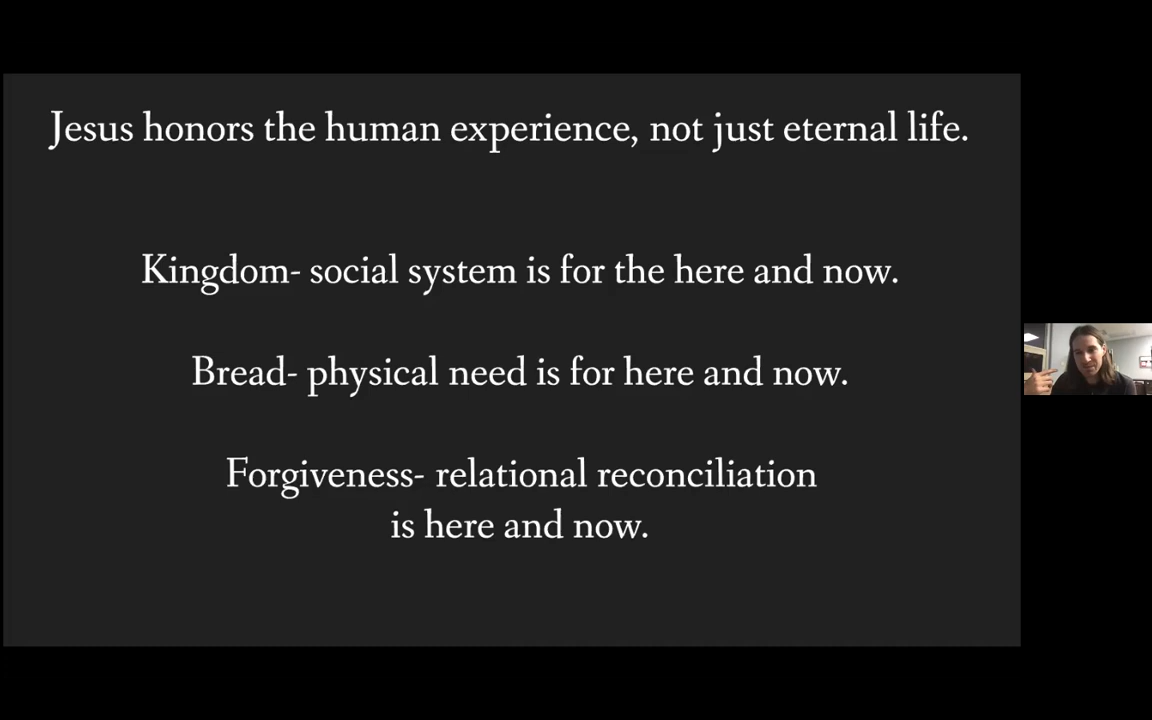 Jesus honors the human experience, not just eternal life.
Kingdom- social system is for the here and now.
Bread- physical need is for here and now.
Forgiveness- relational reconciliation
is here and now.